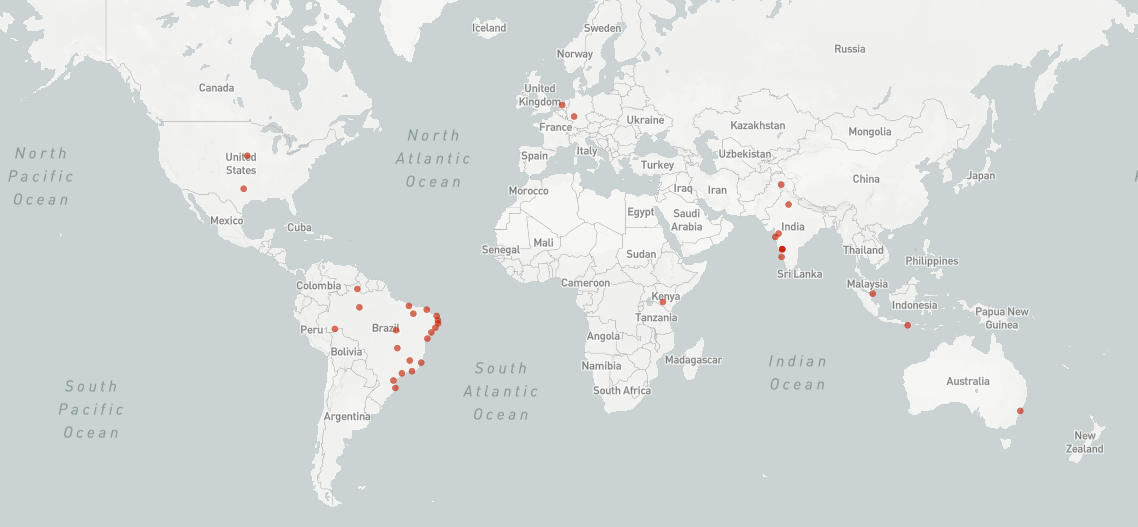 Iceland
Sweden
Norway
Russia
Canada
United
Kingdom
France
Ukraine
Kazakhstan
Mongolia
North
Pacific
Ocean
North
Atlantic
Ocean
United
States
Spain
Italy
Turkey
Uzbekistan
China
Japan
Mexico
Cuba
Morocco
Iraq
Iran
Egypt
Saudi
Arabia
India
Senegal
Mali
Sudan
Thailand
Philippines
Sri Lanka
Colombia
Cameroon
Kenya
Malaysia
Indonesia
Papua New
Guinea
Peru
Brazil
Tanzania
Angola
Bolivia
Namibia
Madagascar
South Africa
South
Pacific
Ocean
South
Atlantic
Ocean
Indian
Ocean
Australia
Argentina
New
Zealand